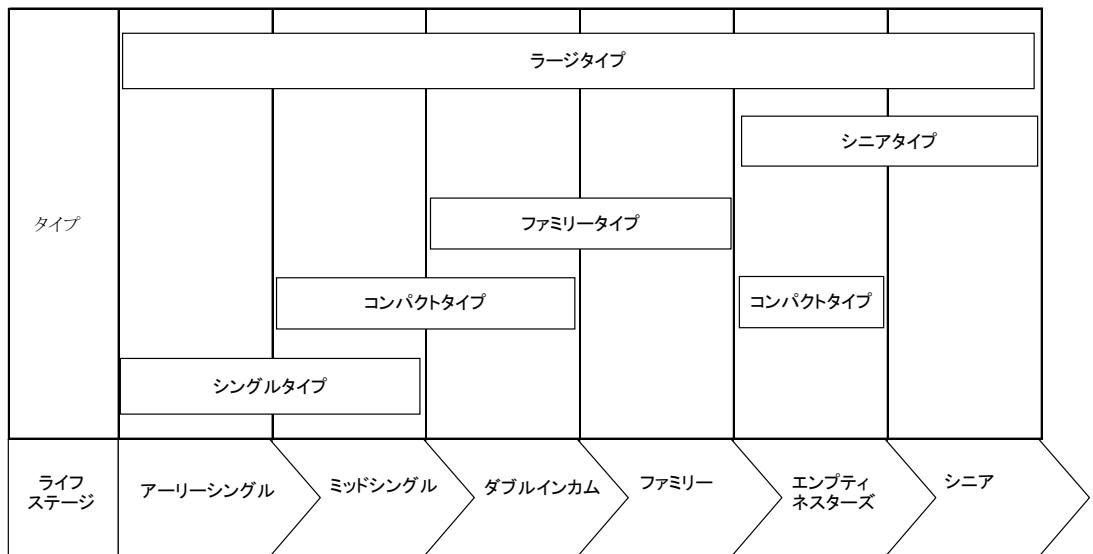 ラージタイプ
シニアタイプ
タイプ
ファミリータイプ
コンパクトタイプ
コンパクトタイプ
シングルタイプ
ライフ
ステージ
アーリーシングル
ミッドシングル
ダブルインカム
ファミリー
エンプティ
ネスターズ
シニア